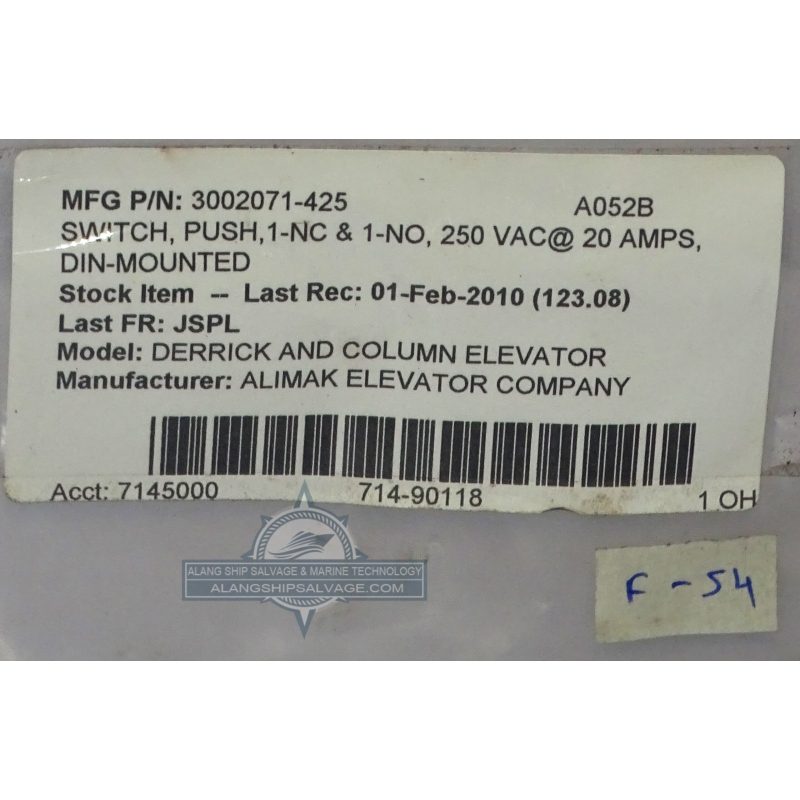 MFG P/N: 3002071-425 A052B
SWITCH, PUSH,1-NC & 1-NO, 250 VAC@ 20 AMPS,
DIN-MOUNTED
Stock Item -- Last Rec: 01-Feb-2010 (123.08)
Last FR: JSPL
Model: DERRICK AND COLUMN ELEVATOR
Manufacturer: ALIMAK ELEVATOR COMPANY
Acct: 7145000 714-90118 1 OH
ALANG SHIP SALVAGE & MARINE TECHNOLOGY
ALANGSHIPSALVAGE.COM
F-54